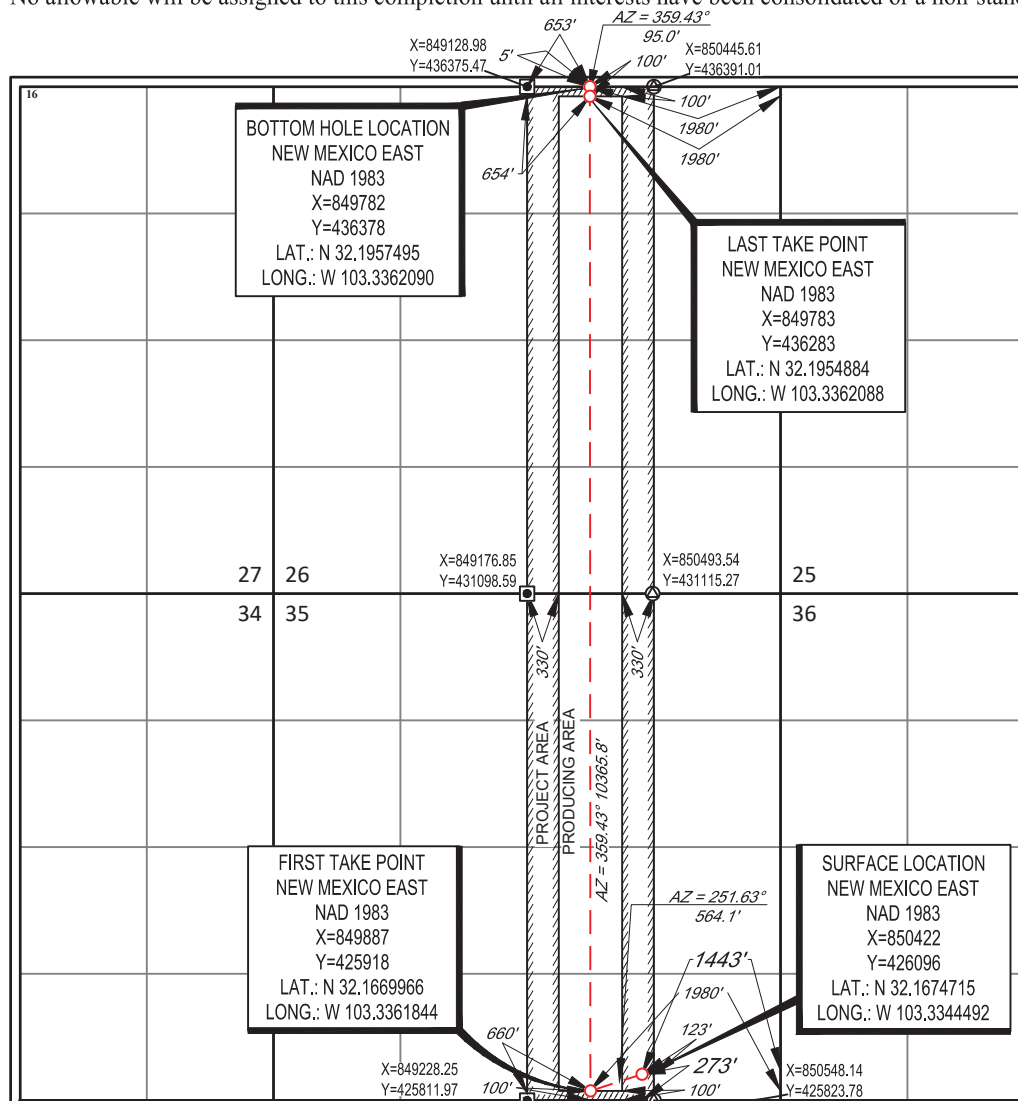 No allowable will be assigned to this completion until all interests have been consolidated or a non-stand
653'
AZ = 359.43°
95.0'
X=849128.98
Y=436375.47
5'
100'
X=850445.61
Y=436391.01
16
100'
1980'
1980'
654'
BOTTOM HOLE LOCATION
NEW MEXICO EAST
NAD 1983
X=849782
Y=436378
LAT.: N 32.1957495
LONG.: W 103.3362090
LAST TAKE POINT
NEW MEXICO EAST
NAD 1983
X=849783
Y=436283
LAT.: N 32.1954884
LONG.: W 103.3362088
X=849176.85
Y=431098.59
X=850493.54
Y=431115.27
27 26
25
34 35
36
330'
330'
PROJECT AREA
PRODUCING AREA
AZ = 359.43° 10365.8'
FIRST TAKE POINT
NEW MEXICO EAST
NAD 1983
X=849887
Y=425918
LAT.: N 32.1669966
LONG.: W 103.3361844
SURFACE LOCATION
NEW MEXICO EAST
NAD 1983
X=850422
Y=426096
LAT.: N 32.1674715
LONG.: W 103.3344492
AZ = 251.63°
564.1'
1443'
1980'
660'
123'
273'
X=849228.25
Y=425811.97
100'
100'
X=850548.14
Y=425823.78